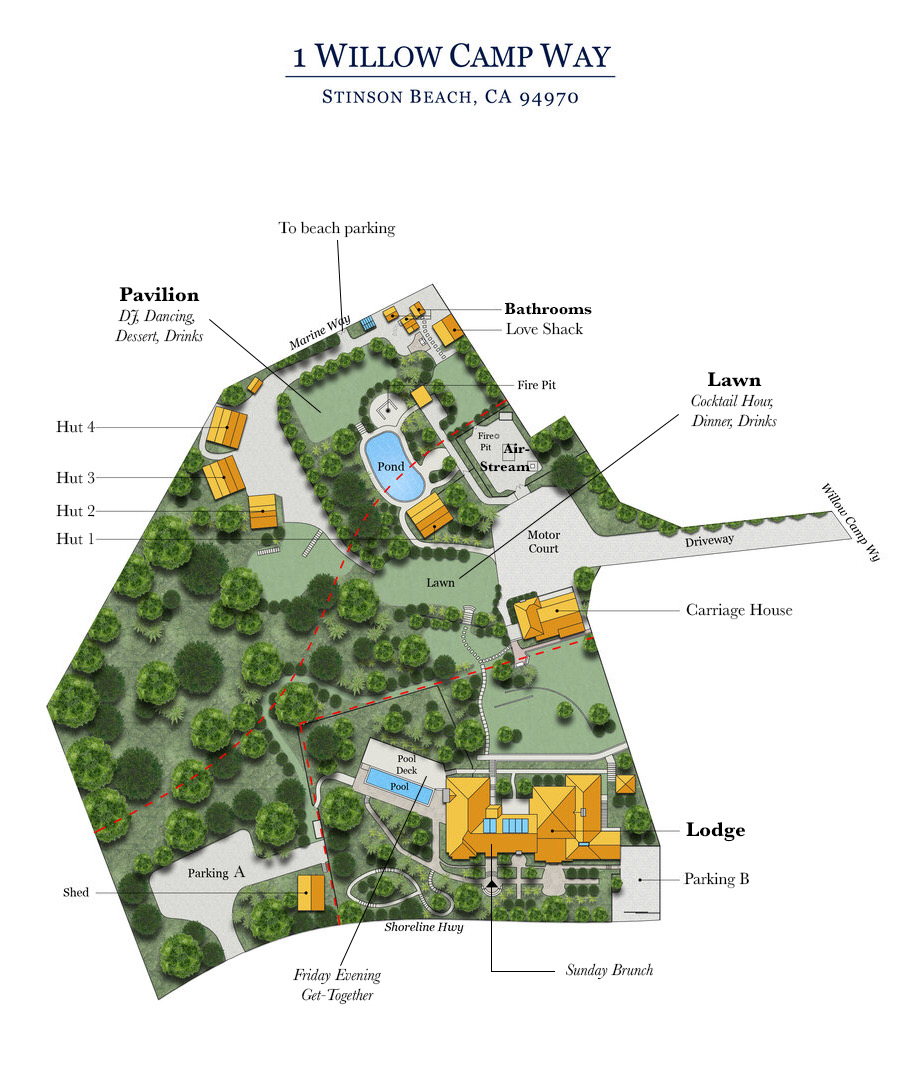 1 WILLOW CAMP WAY
STINSON BEACH, CA 94970
To beach parking
Pavilion
DJ, Dancing,
Dessert, Drinks
Marine Way
Bathrooms
Love Shack
Fire Pit
Lawn
Cocktail Hour,
Dinner, Drinks
Hut 4
Hut 3
Hut 2
Hut 1
Fire
Pit
Air-
Stream
Pond
Motor
Court
Driveway
Willow Camp Wy
Lawn
Carriage House
Pool
Deck
Pool
Lodge
Parking A
Parking B
Shed
Shoreline Hwy
Friday Evening
Get-Together
Sunday Brunch